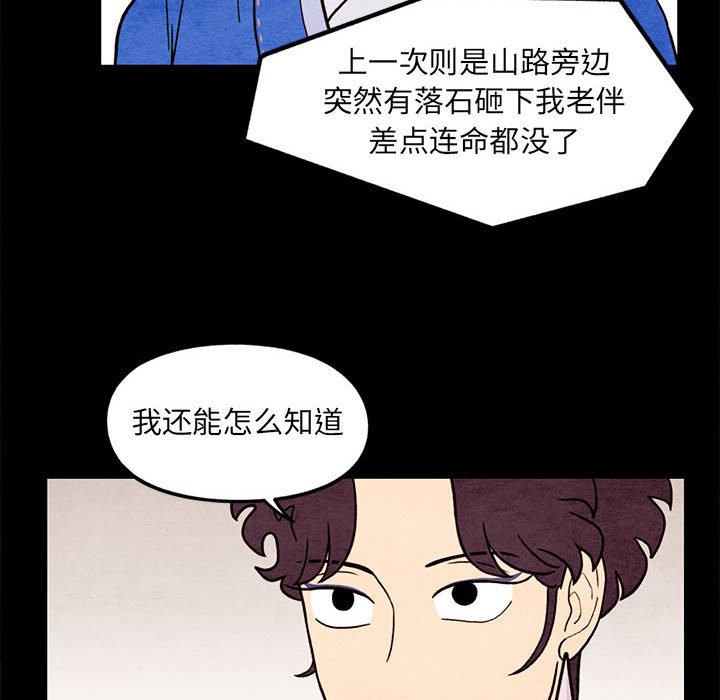 上一次则是山路旁边
突然有落石砸下我老伴
差点连命都没了
我还能怎么知道